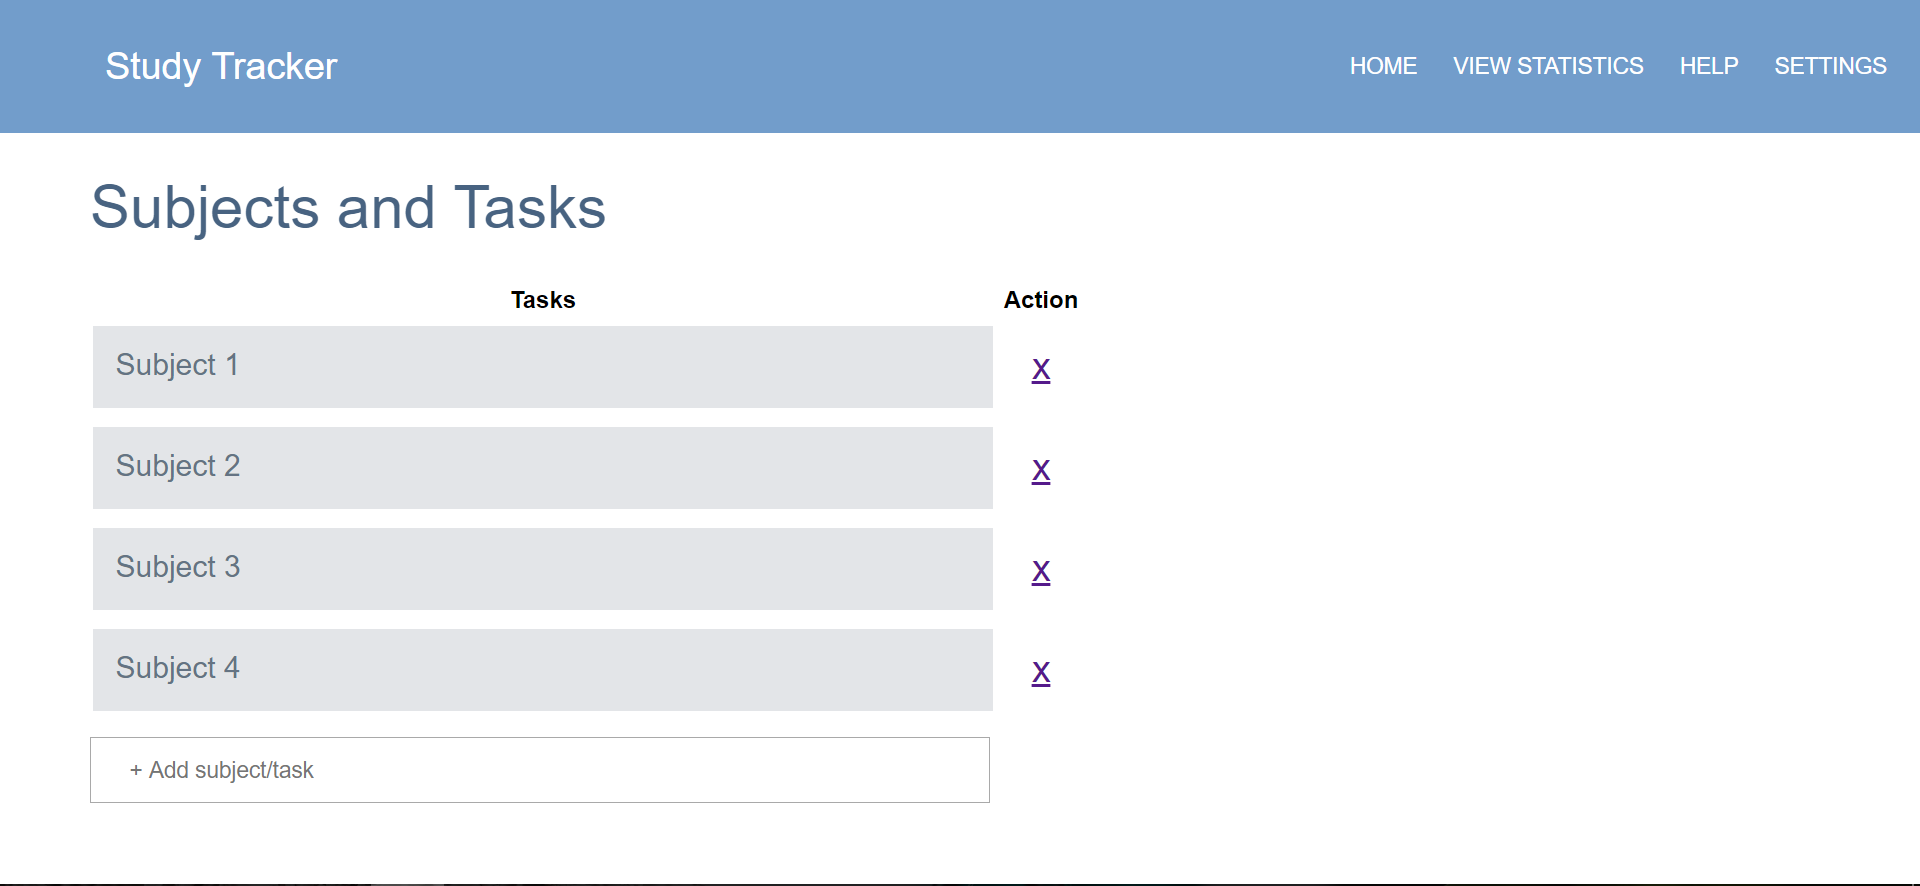 Study Tracker HOME VIEW STATISTICS HELP SETTINGS
Subjects and Tasks
Tasks Action
Subject 1 x
Subject 2 x
Subject 3 x
Subject 4 x
+ Add subject/task